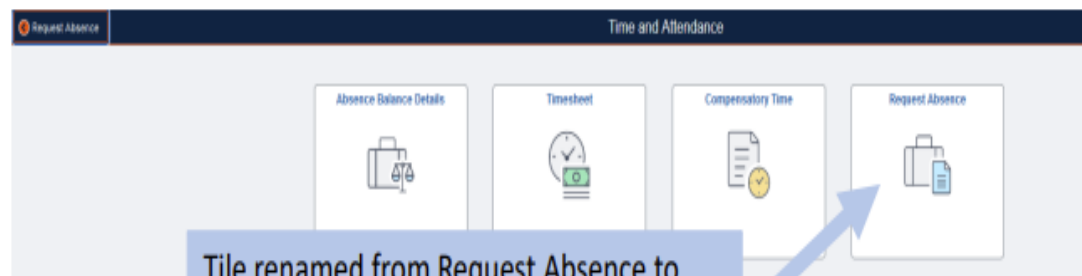 Request Absence
Time and Attendance
Absence Balance Details
Timesheet
Compensatory Time
Request Absence
Tile renamed from Request Absence to